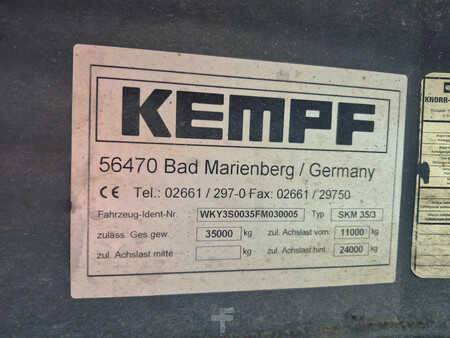 KEMPF
56470 Bad Marienberg / Germany
CE Tel.: 02661 / 297-0 Fax: 02661 / 29750
Fahrzeug-Ident-Nr. WKY3S0035FM030005 Typ SKM 35/3
zuläss. Ges.gew. 35000 kg zul. Achslast vorn: 11000 kg
zul. Achslast mitte kg zul. Achslast hint. 24000 kg
KNORR-